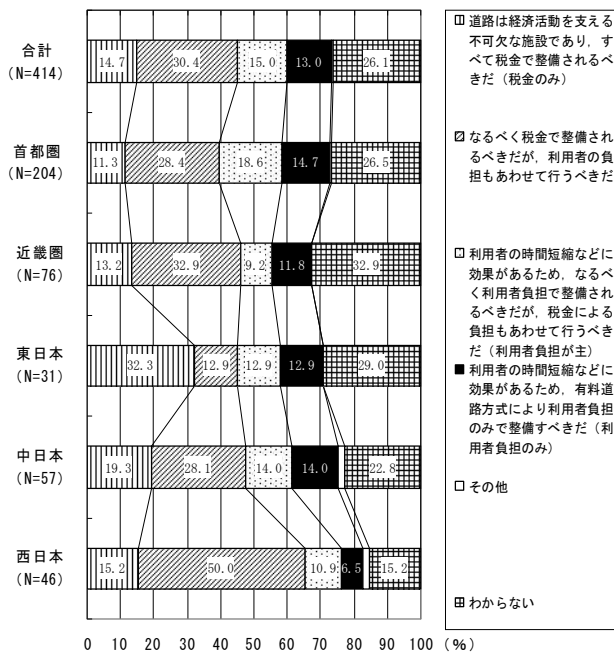 合計
(N=414)
14.7 30.4 15.0 13.0 26.1
首都圏
(N=204)
11.3 28.4 18.6 14.7 26.5
近畿圏
(N=76)
13.2 32.9 9.2 11.8 32.9
東日本
(N=31)
32.3 12.9 12.9 12.9 29.0
中日本
(N=57)
19.3 28.1 14.0 14.0 22.8
西日本
(N=46)
15.2 50.0 10.9 6.5 15.2
0 10 20 30 40 50 60 70 80 90 100 (%)
道路は経済活動を支える
不可欠な施設であり，す
べて税金で整備されるべ
きだ（税金のみ）
なるべく税金で整備され
るべきだが，利用者の負
担もあわせて行うべきだ
利用者の時間短縮などに
効果があるため，なるべ
く利用者負担で整備され
るべきだが，税金による
負担もあわせて行うべき
だ（利用者負担が主）
利用者の時間短縮などに
効果があるため，有料道
路方式により利用者負担
のみで整備すべきだ（利
用者負担のみ）
その他
わからない